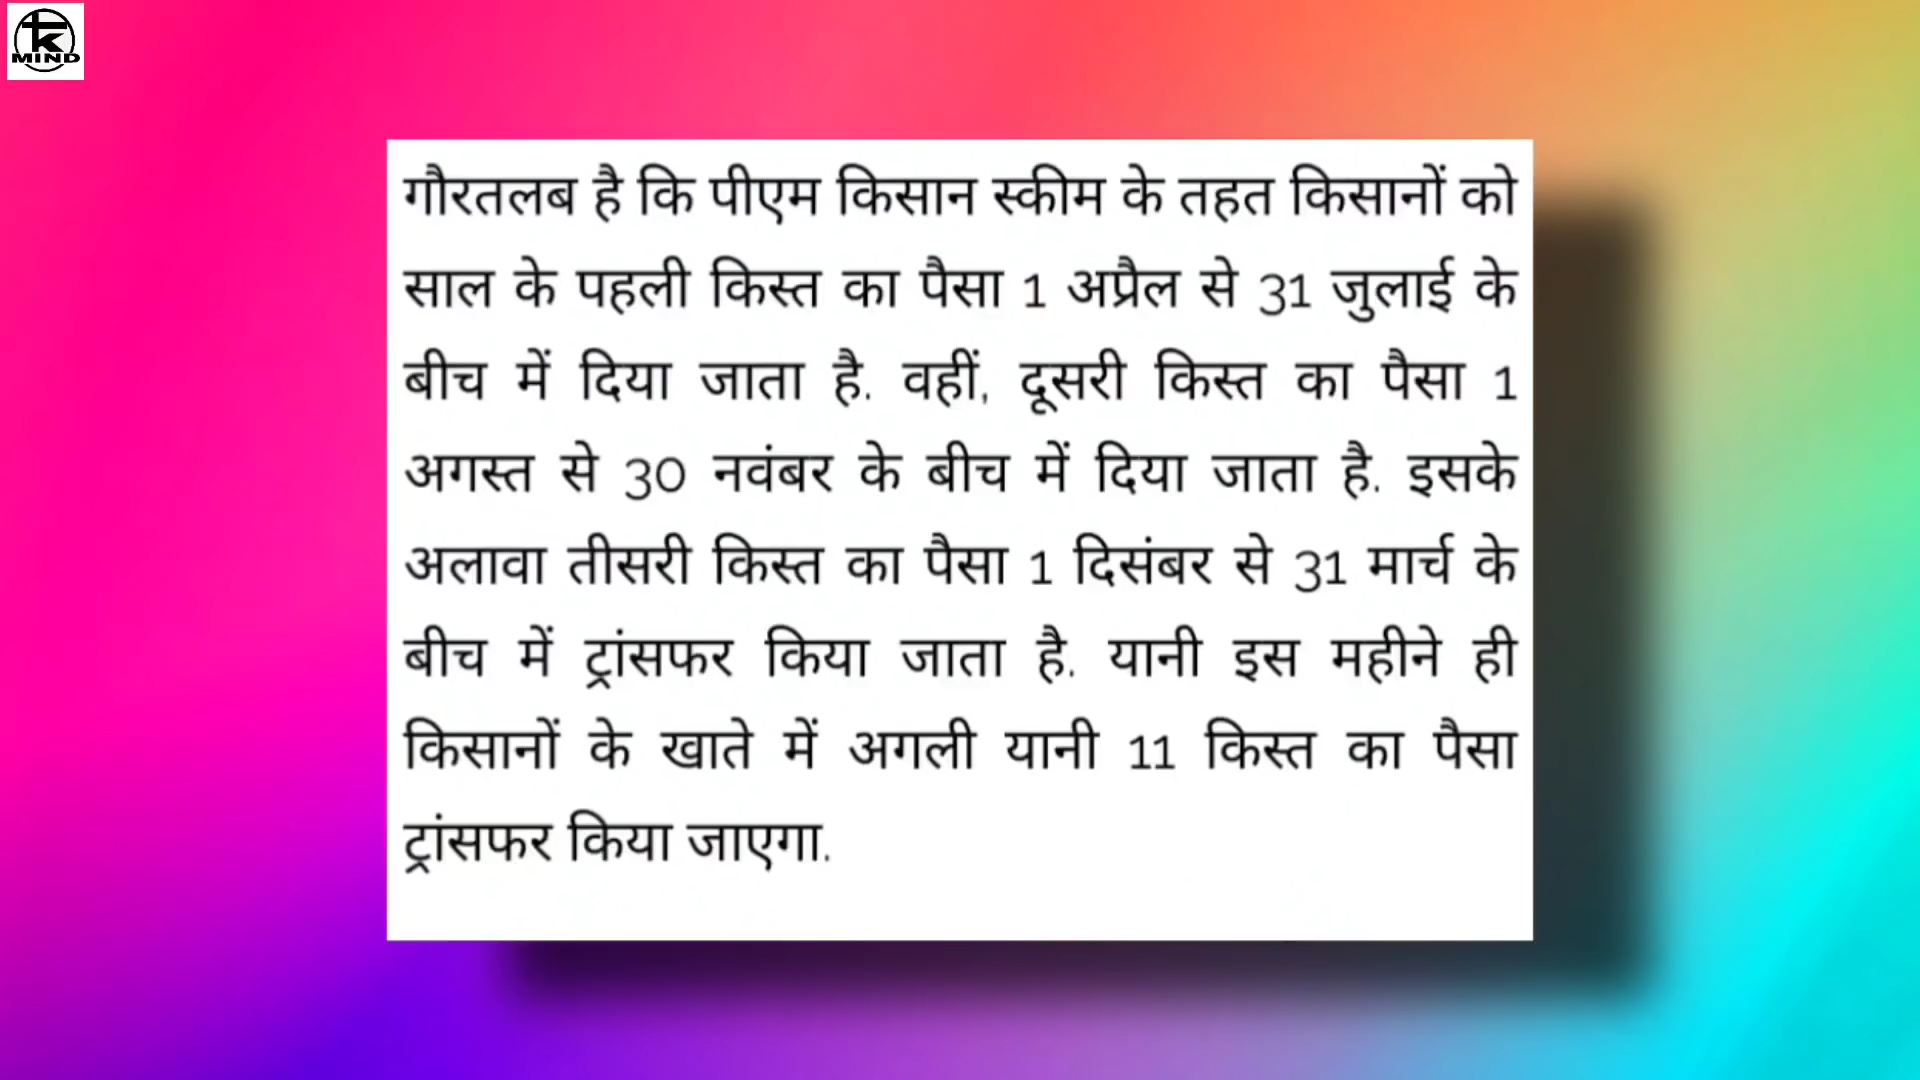 tk
MIND
गौरतलब है कि पीएम किसान स्कीम के तहत किसानों को
साल के पहली किस्त का पैसा 1 अप्रैल से 31 जुलाई के
बीच में दिया जाता है. वहीं, दूसरी किस्त का पैसा 1
अगस्त से 30 नवंबर के बीच में दिया जाता है. इसके
अलावा तीसरी किस्त का पैसा 1 दिसंबर से 31 मार्च के
बीच में ट्रांसफर किया जाता है. यानी इस महीने ही
किसानों के खाते में अगली यानी 11 किस्त का पैसा
ट्रांसफर किया जाएगा.